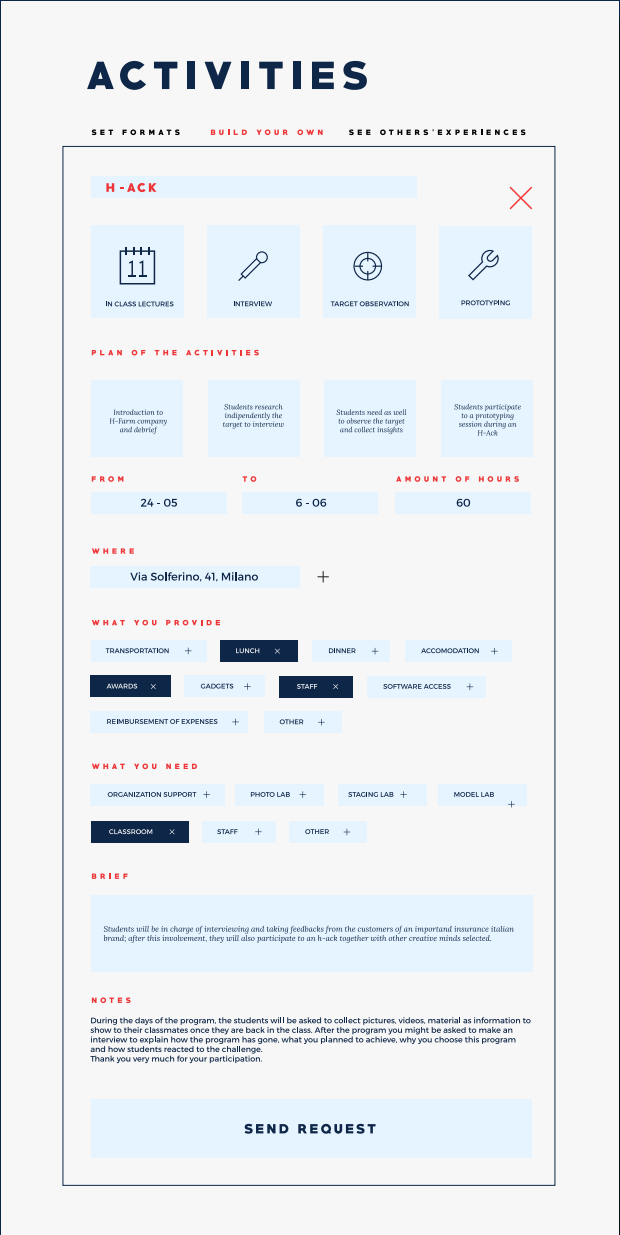 ACTIVITIES
SET FORMATS BUILD YOUR OWN SEE OTHERS'EXPERIENCES
H-ACK
11
IN CLASS LECTURES INTERVIEW TARGET OBSERVATION PROTOTYPING
PLAN OF THE ACTIVITIES
Introduction to
H-Farm company
and debrief
Students research
indipendently the
target to interview
Students need as well
to observe the target
and collect insights
Students participate
to a prototyping
session during an
H-Ack
FROM TO AMOUNT OF HOURS
24 - 05 6 - 06 60
WHERE
Via Solferino, 41, Milano
WHAT YOU PROVIDE
TRANSPORTATION LUNCH DINNER ACCOMODATION
AWARDS GADGETS STAFF SOFTWARE ACCESS
REIMBURSEMENT OF EXPENSES OTHER
WHAT YOU NEED
ORGANIZATION SUPPORT PHOTO LAB STAGING LAB MODEL LAB
CLASSROOM STAFF OTHER
BRIEF
Students will be in charge of interviewing and taking feedbacks from the customers of an importand insurance italian
brand; after this involvement, they will also participate to an h-ack together with other creative minds selected.
NOTES
During the days of the program, the students will be asked to collect pictures, videos, material as information to
show to their classmates once they are back in the class. After the program you might be asked to make an
interview to explain how the program has gone, what you planned to achieve, why you choose this program
and how students reacted to the challenge.
Thank you very much for your participation.
SEND REQUEST